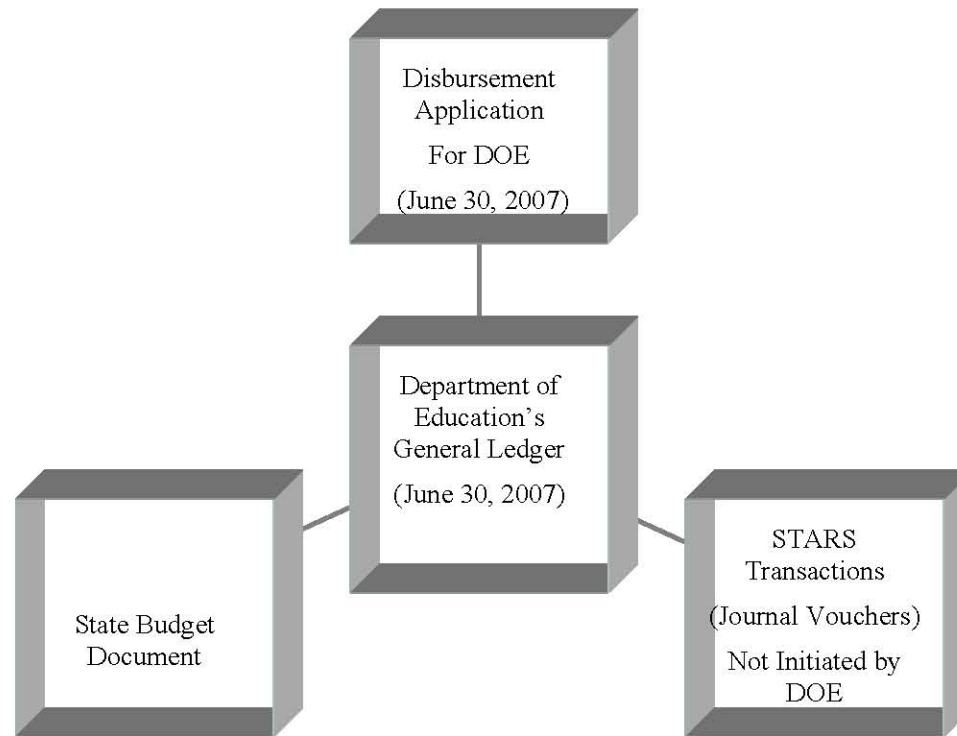 Disbursement
Application
For DOE
(June 30, 2007)
Department of
Education’s
General Ledger
(June 30, 2007)
State Budget
Document
STARS
Transactions
(Journal Vouchers)
Not Initiated by
DOE